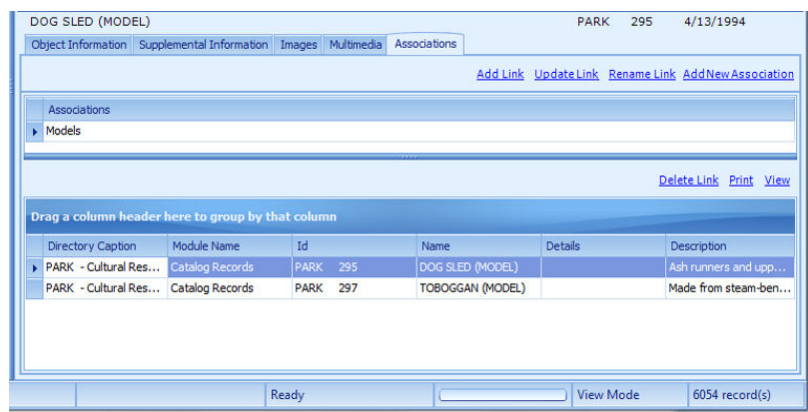 DOG SLED (MODEL) PARK 295 4/13/1994
Object Information Supplemental Information Images Multimedia Associations
Add Link Update Link Rename Link Add New Association
Associations
Models
Delete Link Print View
Drag a column header here to group by that column
Directory Caption Module Name Id Name Details Description
PARK - Cultural Res... Catalog Records PARK 295 DOG SLED (MODEL) Ash runners and upp...
PARK - Cultural Res... Catalog Records PARK 297 TOBOGGAN (MODEL) Made from steam-ben...
Ready View Mode 6054 record(s)